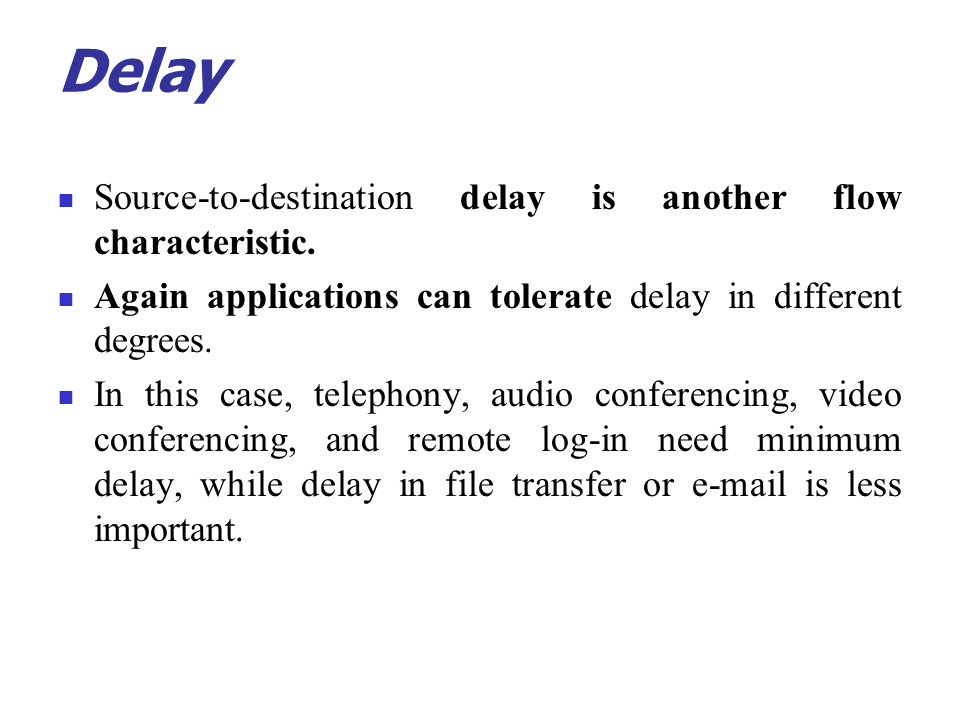 Delay
Source-to-destination delay is another flow
characteristic.
Again applications can tolerate delay in different
degrees.
In this case, telephony, audio conferencing, video
conferencing, and remote log-in need minimum
delay, while delay in file transfer or e-mail is less
important.